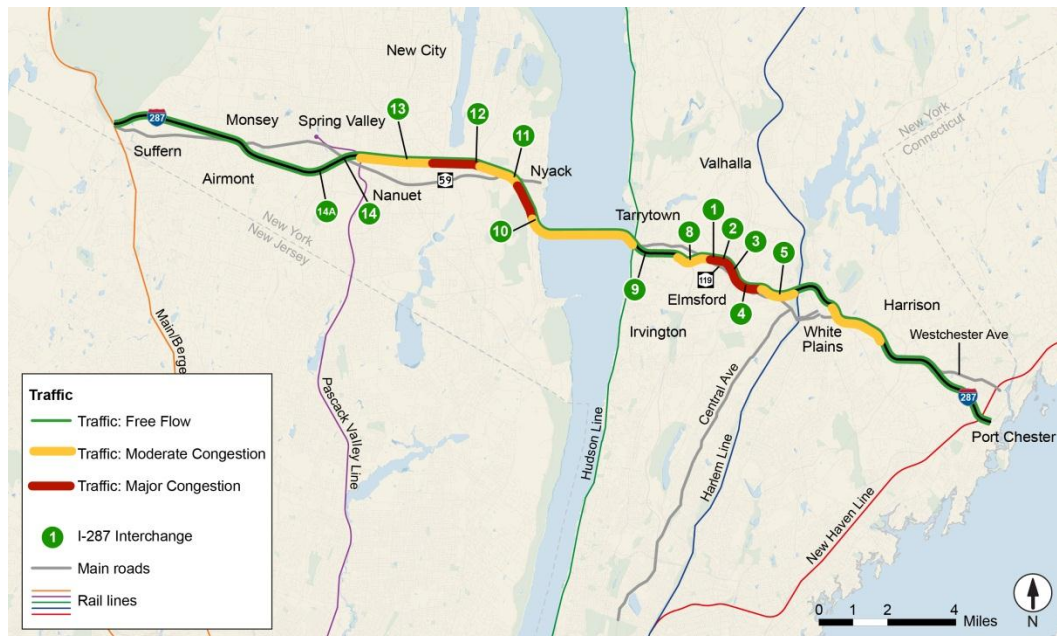 New City
13
12
287
Monsey
Spring Valley
11
Suffern
59
Nyack
Valhalla
New York
Connecticut
Airmont
Nanuet
14A
14
Tarrytown
1
2
3
8
5
10
119
New York
New Jersey
9
Elmsford
4
Harrison
Irvington
White
Plains
Westchester Ave
287
Port Chester
Main/Berge
Pascack Valley Line
Hudson Line
Central Ave
Harlem Line
New Haven Line
Traffic
Traffic: Free Flow
Traffic: Moderate Congestion
Traffic: Major Congestion
1 I-287 Interchange
Main roads
Rail lines
N
0 1 2 4
Miles